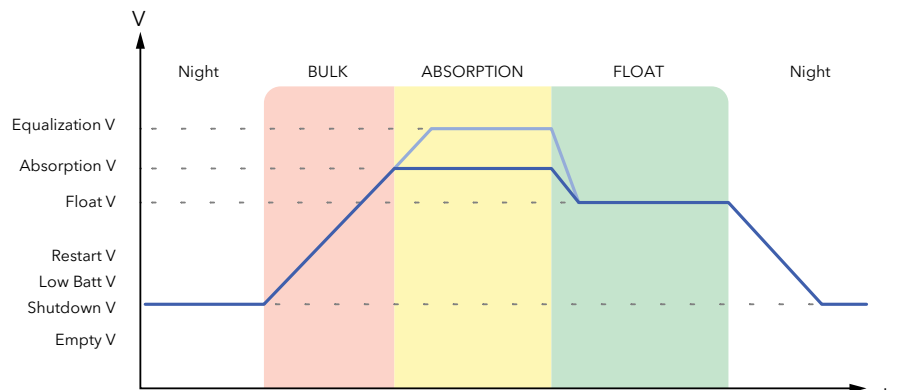 V
Night BULK ABSORPTION FLOAT Night
Equalization V
Absorption V
Float V
Restart V
Low Batt V
Shutdown V
Empty V